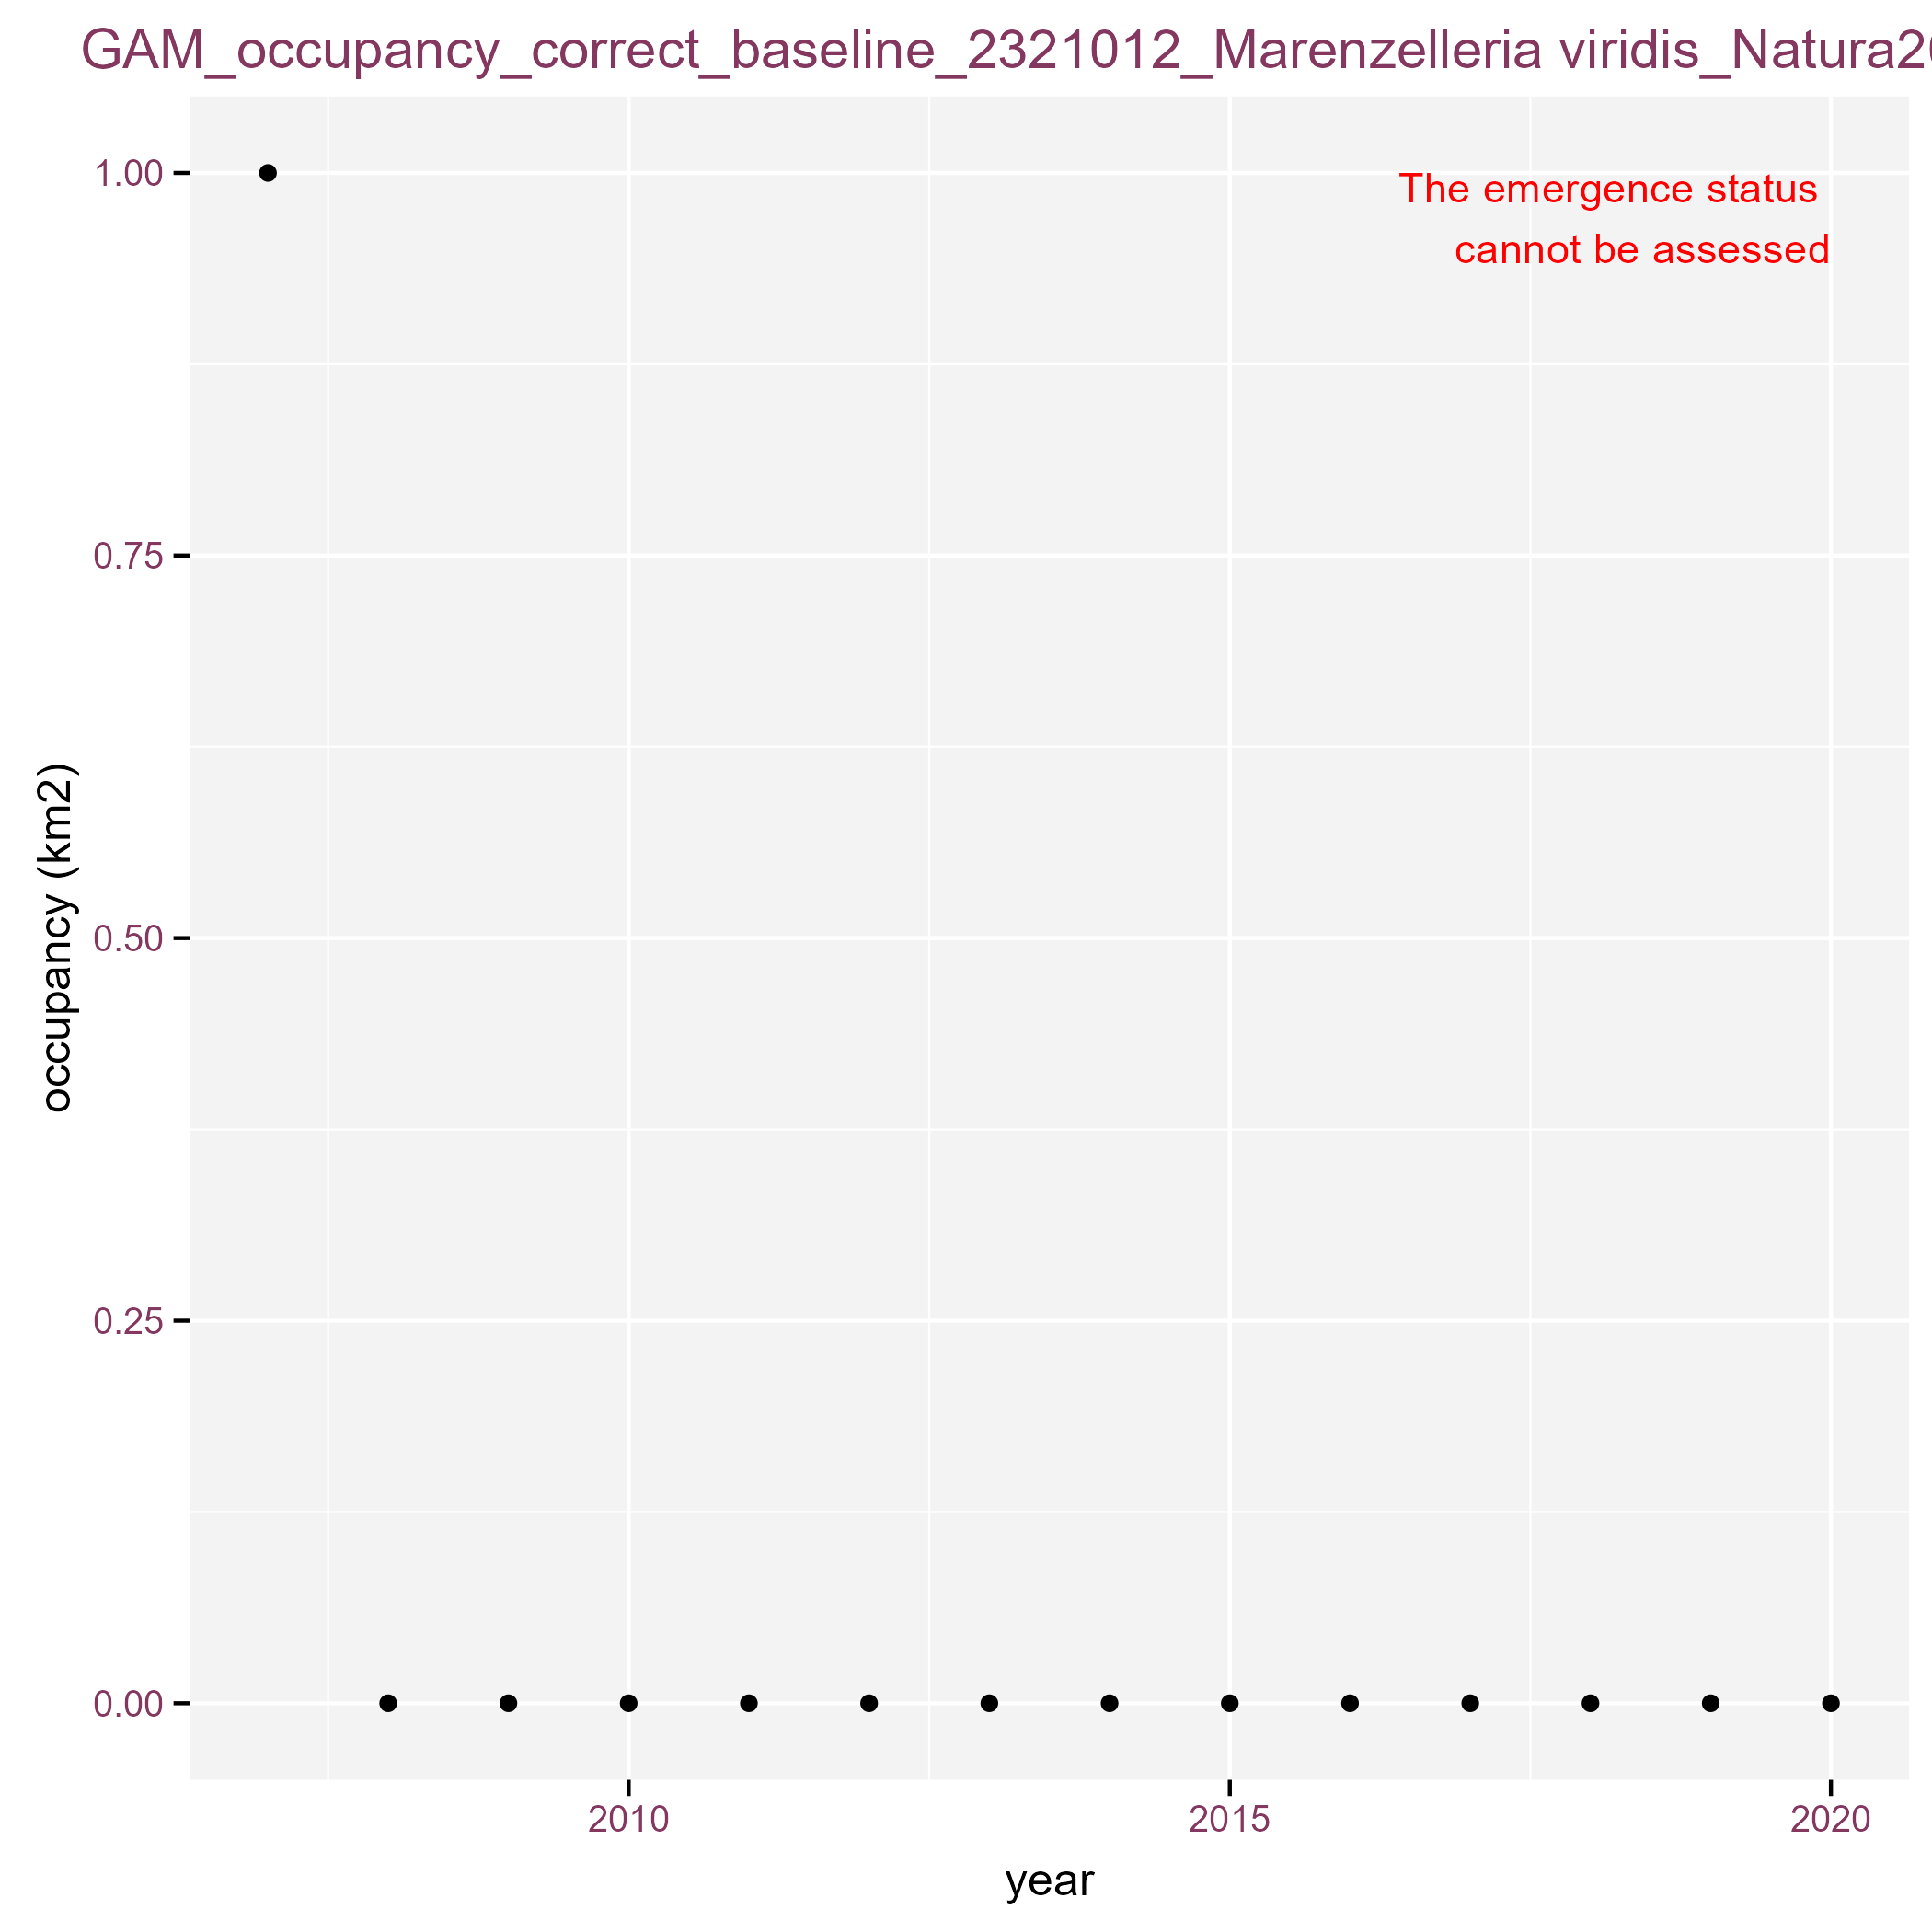 GAM_occupancy_correct_baseline_2321012_Marenzelleria viridis_Natura20
The emergence status
cannot be assessed
1.00
0.75
0.50
0.25
0.00
occupancy (km2)
2010
2015
2020
year